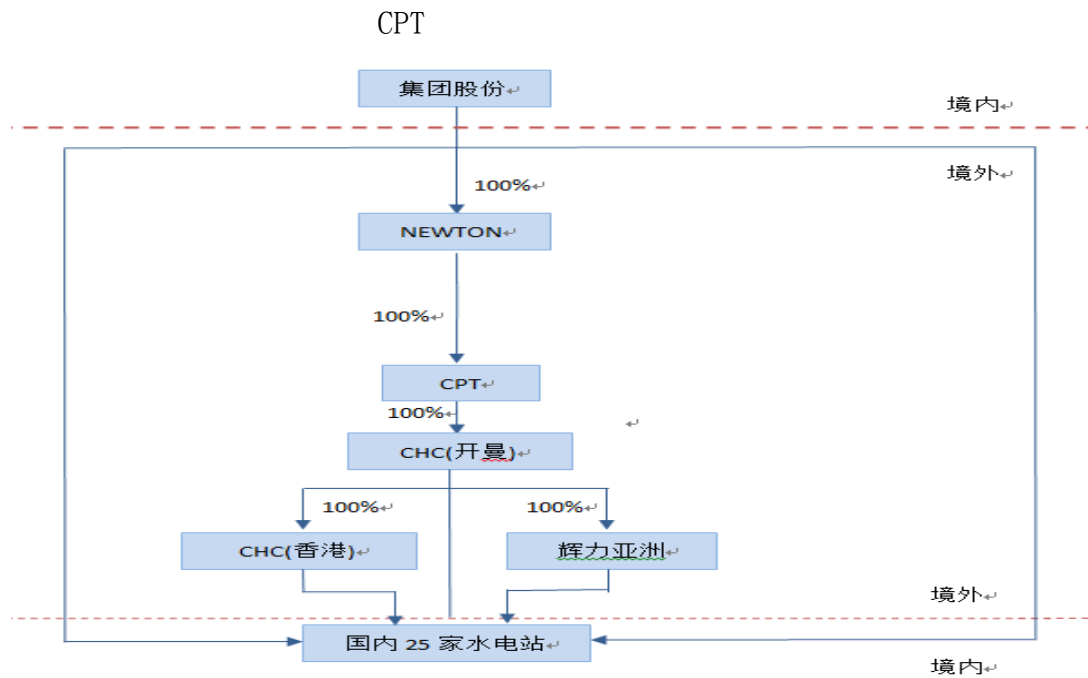 CPT
集团股份↵
境内↵
境外↵
100%↵
NEWTON↵
100%↵
CPT↵
100%↵
↵
CHC(开曼)↵
100%↵
100%↵
CHC(香港)↵
辉力亚洲↵
境外↵
国内 25 家水电站↵
境内↵